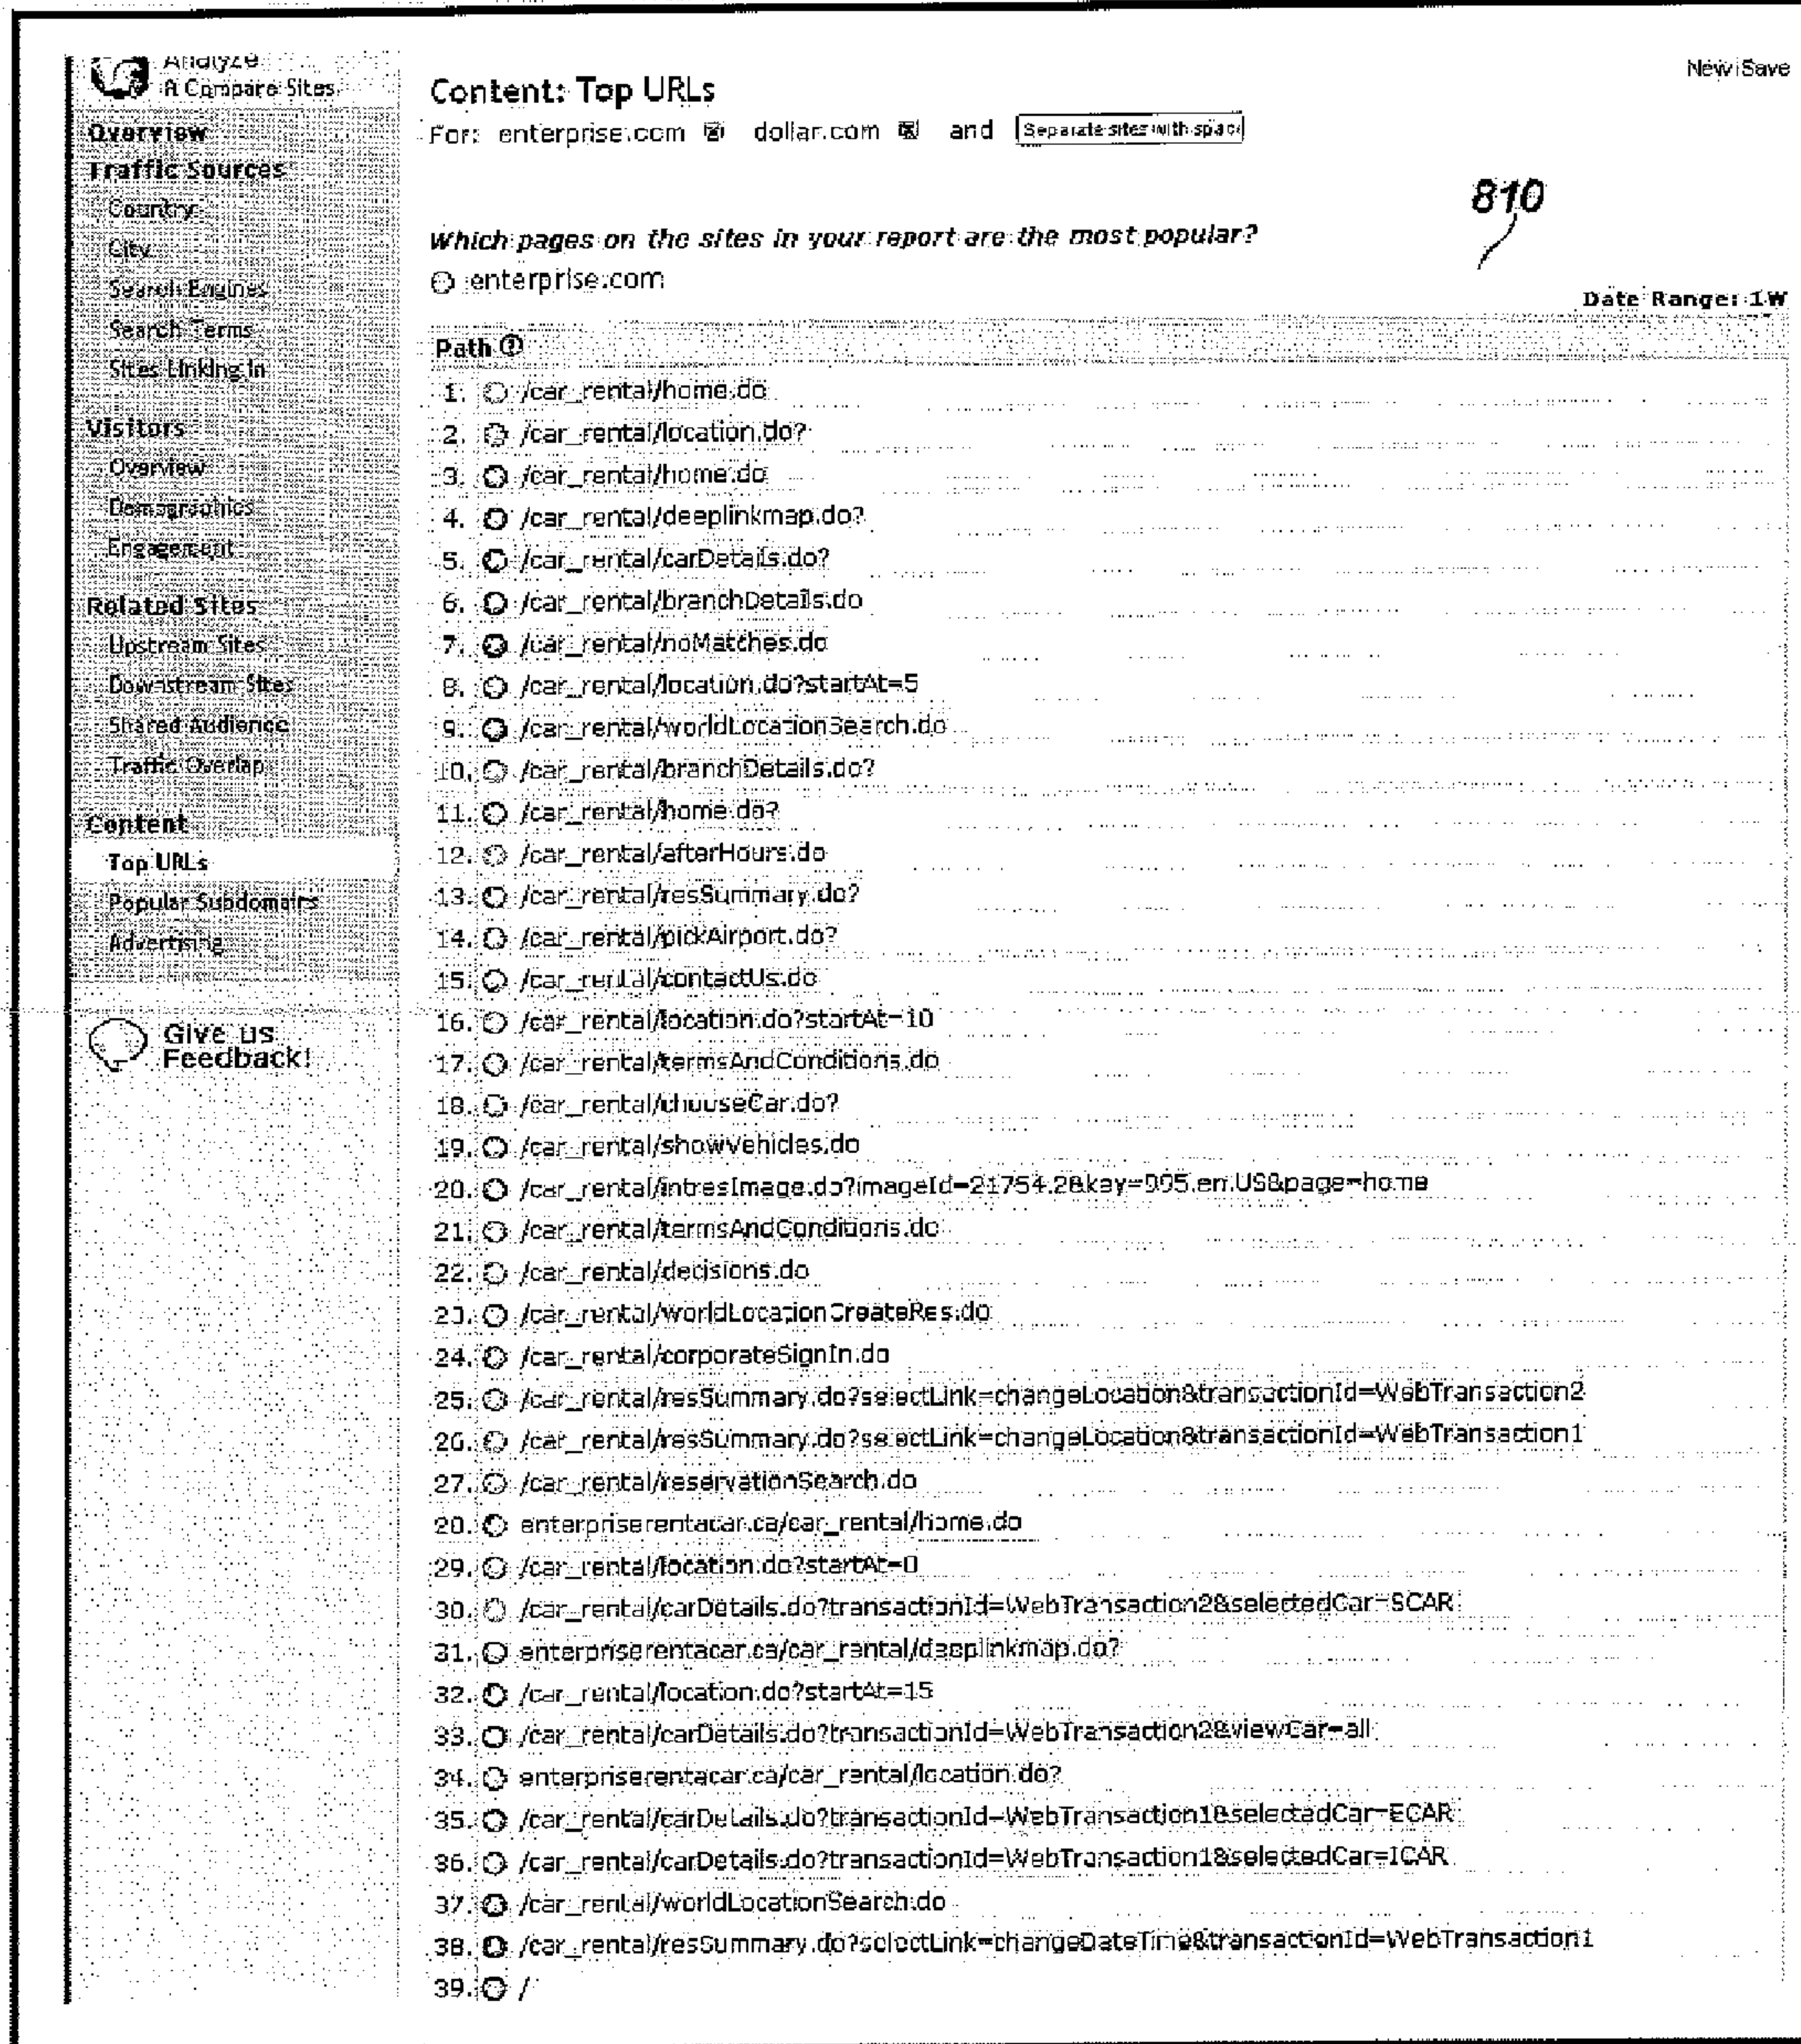 Analyze
A Compare Sites
Overview
Traffic Sources
Country
City
Search Engines
Search Terms
Sites Linking In
Visitors
Overview
Demographics
Engagement
Related Sites
Upstream Sites
Downstream Sites
Shared Audience
Traffic Overlap
Content
Top URLs
Popular Subdomains
Advertising
Give us
Feedback!
New | Save
Content: Top URLs
For: enterprise.com dollar.com and Separate sites with spac
810
Which pages on the sites in your report are the most popular?
enterprise.com
Date Range: 1W
Path
1. /car_rental/home.do
2. /car_rental/location.do?
3. /car_rental/home.do
4. /car_rental/deeplinkmap.do?
5. /car_rental/carDetails.do?
6. /car_rental/branchDetails.do
7. /car_rental/noMatches.do
8. /car_rental/location.do?startAt=5
9. /car_rental/worldLocationSearch.do
10. /car_rental/branchDetails.do?
11. /car_rental/home.do?
12. /car_rental/afterHours.do
13. /car_rental/resSummary.do?
14. /car_rental/pickAirport.do?
15. /car_rental/contactUs.do
16. /car_rental/location.do?startAt=10
17. /car_rental/termsAndConditions.do
18. /car_rental/chooseCar.do?
19. /car_rental/showVehicles.do
20. /car_rental/intresImage.do?imageId=21754.2&key=005.en.US&page=home
21. /car_rental/termsAndConditions.do
22. /car_rental/decisions.do
23. /car_rental/worldLocationCreateRes.do
24. /car_rental/corporateSignIn.do
25. /car_rental/resSummary.do?selectLink=changeLocation&transactionId=WebTransaction2
26. /car_rental/resSummary.do?selectLink=changeLocation&transactionId=WebTransaction1
27. /car_rental/reservationSearch.do
28. enterpriserentacar.ca/car_rental/home.do
29. /car_rental/location.do?startAt=0
30. /car_rental/carDetails.do?transactionId=WebTransaction2&selectedCar=SCAR
31. enterpriserentacar.ca/car_rental/deeplinkmap.do?
32. /car_rental/location.do?startAt=15
33. /car_rental/carDetails.do?transactionId=WebTransaction2&viewCar=all
34. enterpriserentacar.ca/car_rental/location.do?
35. /car_rental/carDetails.do?transactionId=WebTransaction1&selectedCar=ECAR
36. /car_rental/carDetails.do?transactionId=WebTransaction1&selectedCar=ICAR
37. /car_rental/worldLocationSearch.do
38. /car_rental/resSummary.do?selectLink=changeDateTime&transactionId=WebTransaction1
39. /